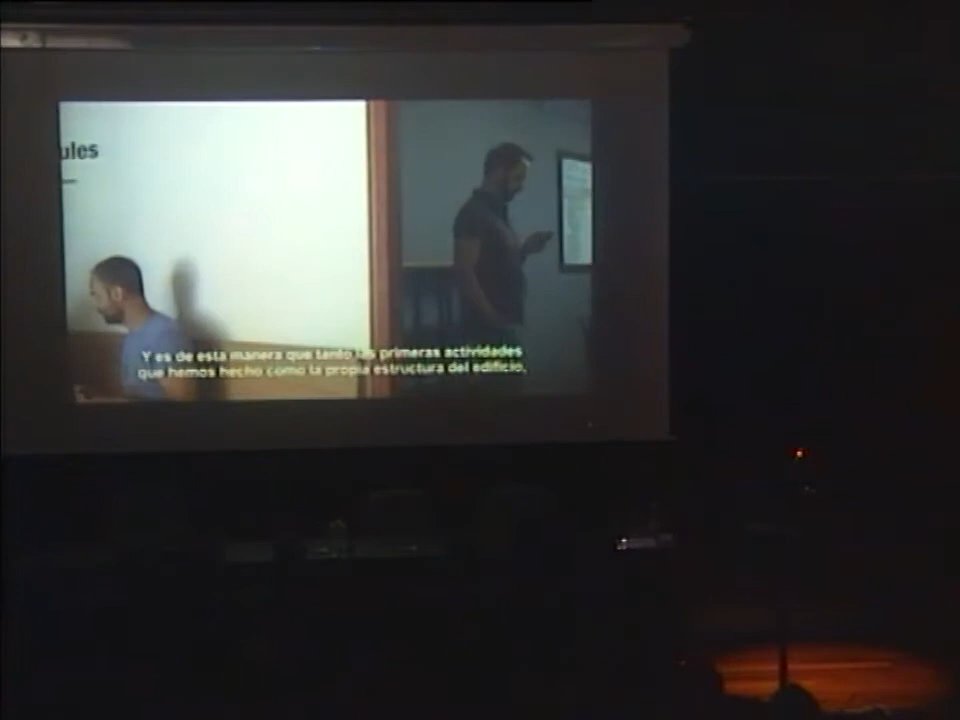 ules
Y es de esta manera que tanto las primeras actividades
que hemos hecho como la propia estructura del edificio,